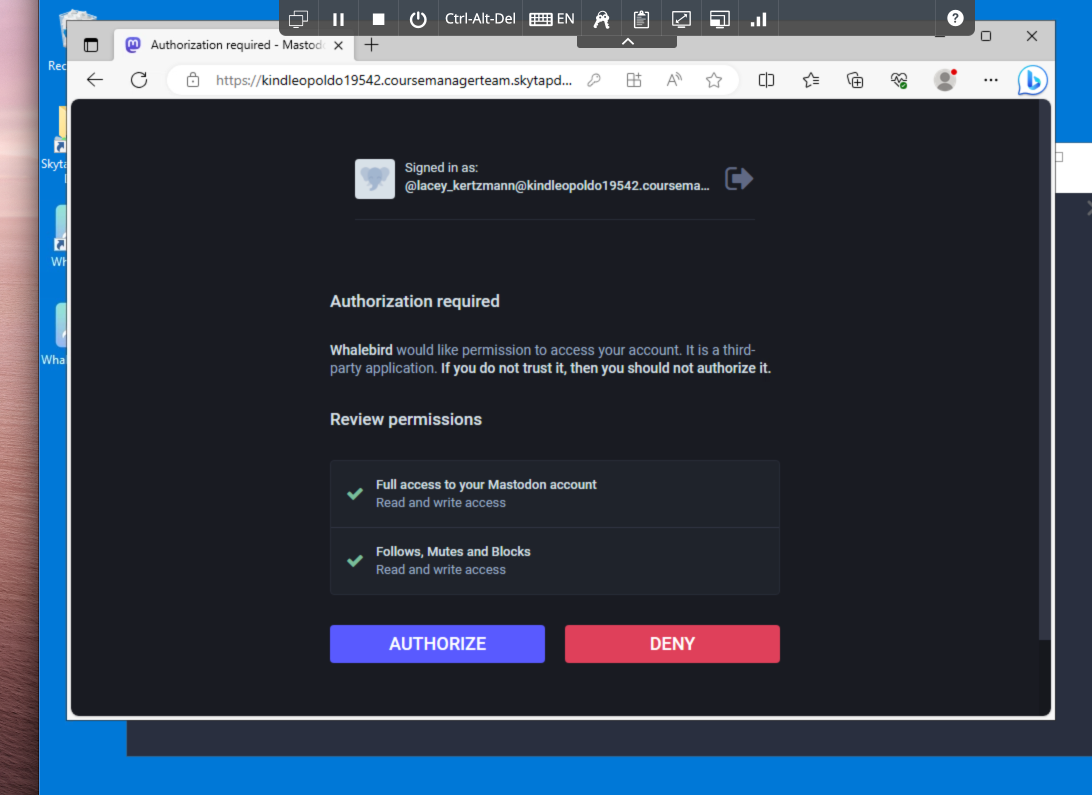 Ctrl-Alt-Del EN ?
Authorization required - Mastod
https://kindleopoldo19542.coursemanagerteam.skytapd...
Rec
Skyta
Wh
Wha
Signed in as:
@lacey_kertzmann@kindleopoldo19542.coursema...
Authorization required
Whalebird would like permission to access your account. It is a third-
party application. If you do not trust it, then you should not authorize it.
Review permissions
Full access to your Mastodon account
Read and write access
Follows, Mutes and Blocks
Read and write access
AUTHORIZE
DENY